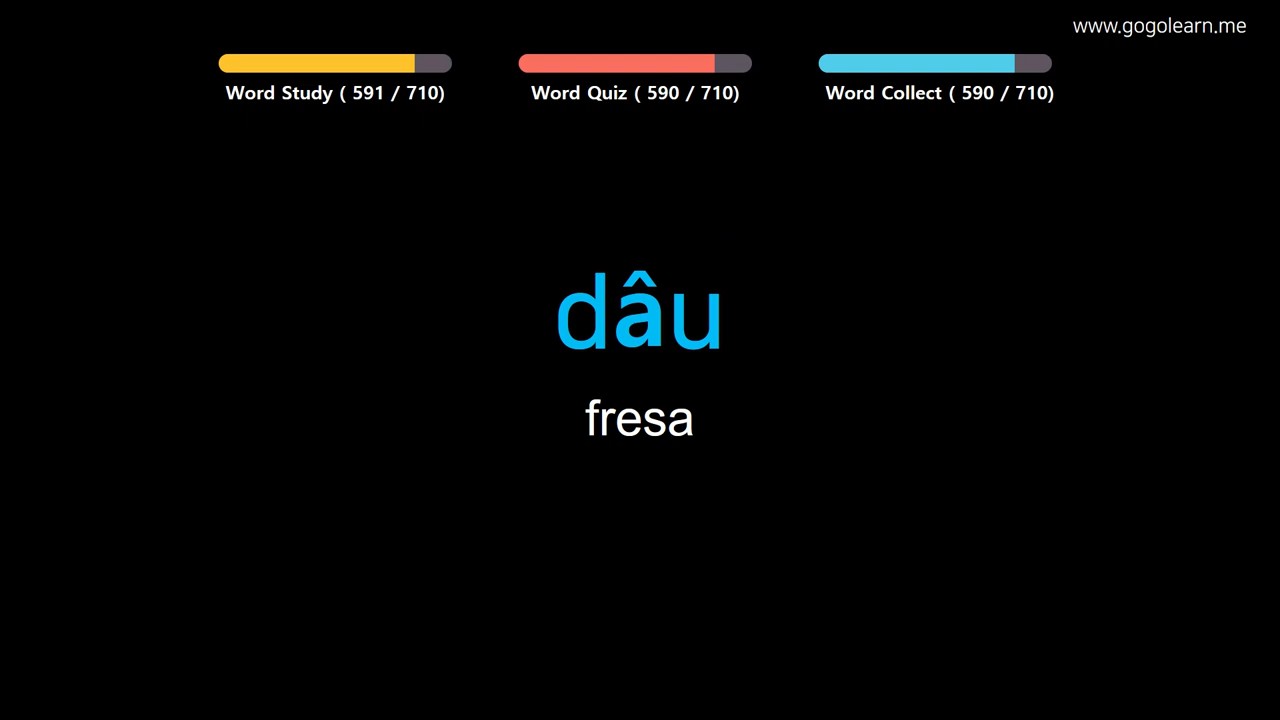 www.gogolearn.me
Word Study ( 591 / 710)
Word Quiz ( 590 / 710)
Word Collect ( 590 / 710)
dâu
fresa